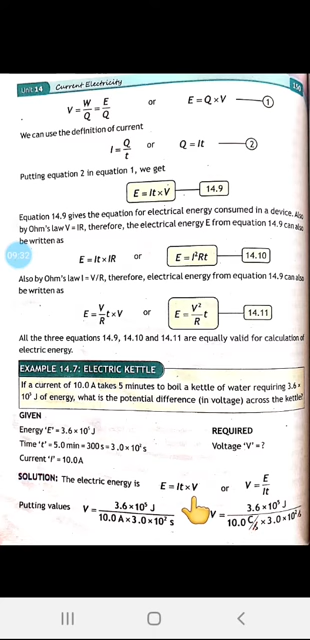 Unit 14 Current Electricity 150
V = W/Q = E/Q or E = Q × V ——— ①
We can use the definition of current
I = Q/t or Q = It ——— ②
Putting equation 2 in equation 1, we get
E = It × V 14.9
Equation 14.9 gives the equation for electrical energy consumed in a device. Also
by Ohm's law V = IR, therefore, the electrical energy E from equation 14.9 can also
09:32
be written as
E = It × IR or E = I²Rt 14.10
Also by Ohm's law I = V/R, therefore, electrical energy from equation 14.9 can also
be written as
E = V/R t × V or E = V²/R t 14.11
All the three equations 14.9, 14.10 and 14.11 are equally valid for calculation of
electric energy.
EXAMPLE 14.7: ELECTRIC KETTLE
If a current of 10.0 A takes 5 minutes to boil a kettle of water requiring 3.6 ×
10⁵ J of energy, what is the potential difference (in voltage) across the kettle?
GIVEN
Energy 'E' = 3.6 × 10⁵ J REQUIRED
Time 't' = 5.0 min = 300 s = 3.0 × 10² s Voltage 'V' = ?
Current 'I' = 10.0 A
SOLUTION: The electric energy is E = It × V or V = E/It
Putting values V = 3.6 × 10⁵ J / 10.0 A × 3.0 × 10² s V = 3.6 × 10⁵ J / 10.0 C/s × 3.0 × 10² s